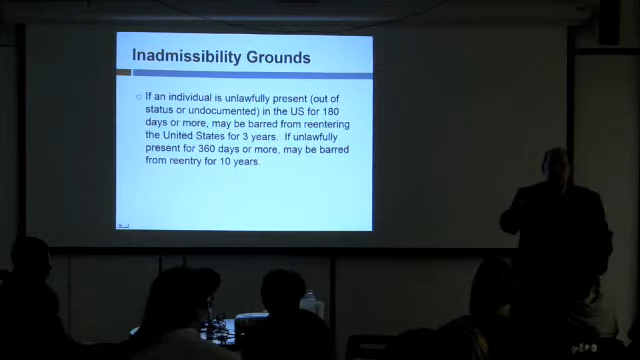 Inadmissibility Grounds
If an individual is unlawfully present (out of
status or undocumented) in the US for 180
days or more, may be barred from reentering
the United States for 3 years. If unlawfully
present for 360 days or more, may be barred
from reentry for 10 years.